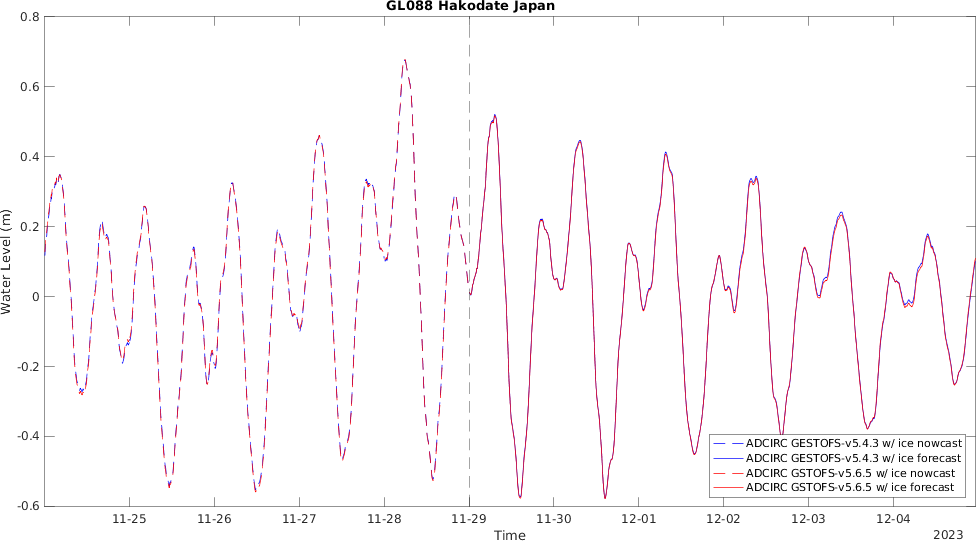 GL088 Hakodate Japan
0.8
0.6
0.4
0.2
0
-0.2
-0.4
-0.6
Water Level (m)
ADCIRC GESTOFS-v5.4.3 w/ ice nowcast
ADCIRC GESTOFS-v5.4.3 w/ ice forecast
ADCIRC GSTOFS-v5.6.5 w/ ice nowcast
ADCIRC GSTOFS-v5.6.5 w/ ice forecast
11-25 11-26 11-27 11-28 11-29 11-30 12-01 12-02 12-03 12-04
Time
2023